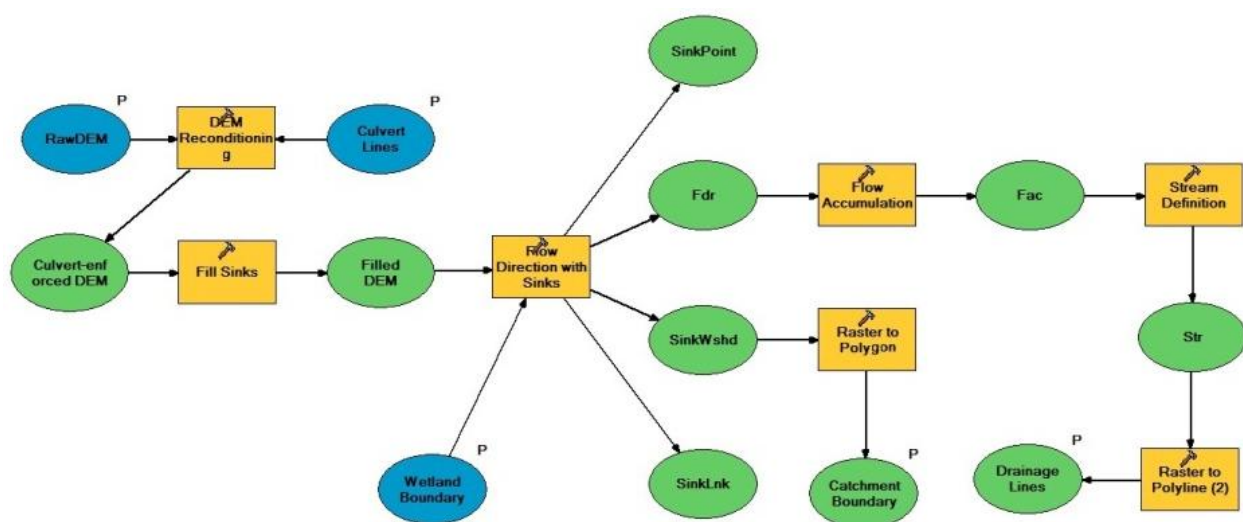 SinkPoint
P
P
RawDEM
DEM
Reconditionin
g
Culvert
Lines
Fdr
Flow
Accumulation
Fac
Stream
Definition
Culvert-enf
orced DEM
Fill Sinks
Filled
DEM
Flow
Direction with
Sinks
SinkWshd
Raster to
Polygon
Str
P
Wetland
Boundary
SinkLnk
P
Catchment
Boundary
P
Drainage
Lines
Raster to
Polyline (2)